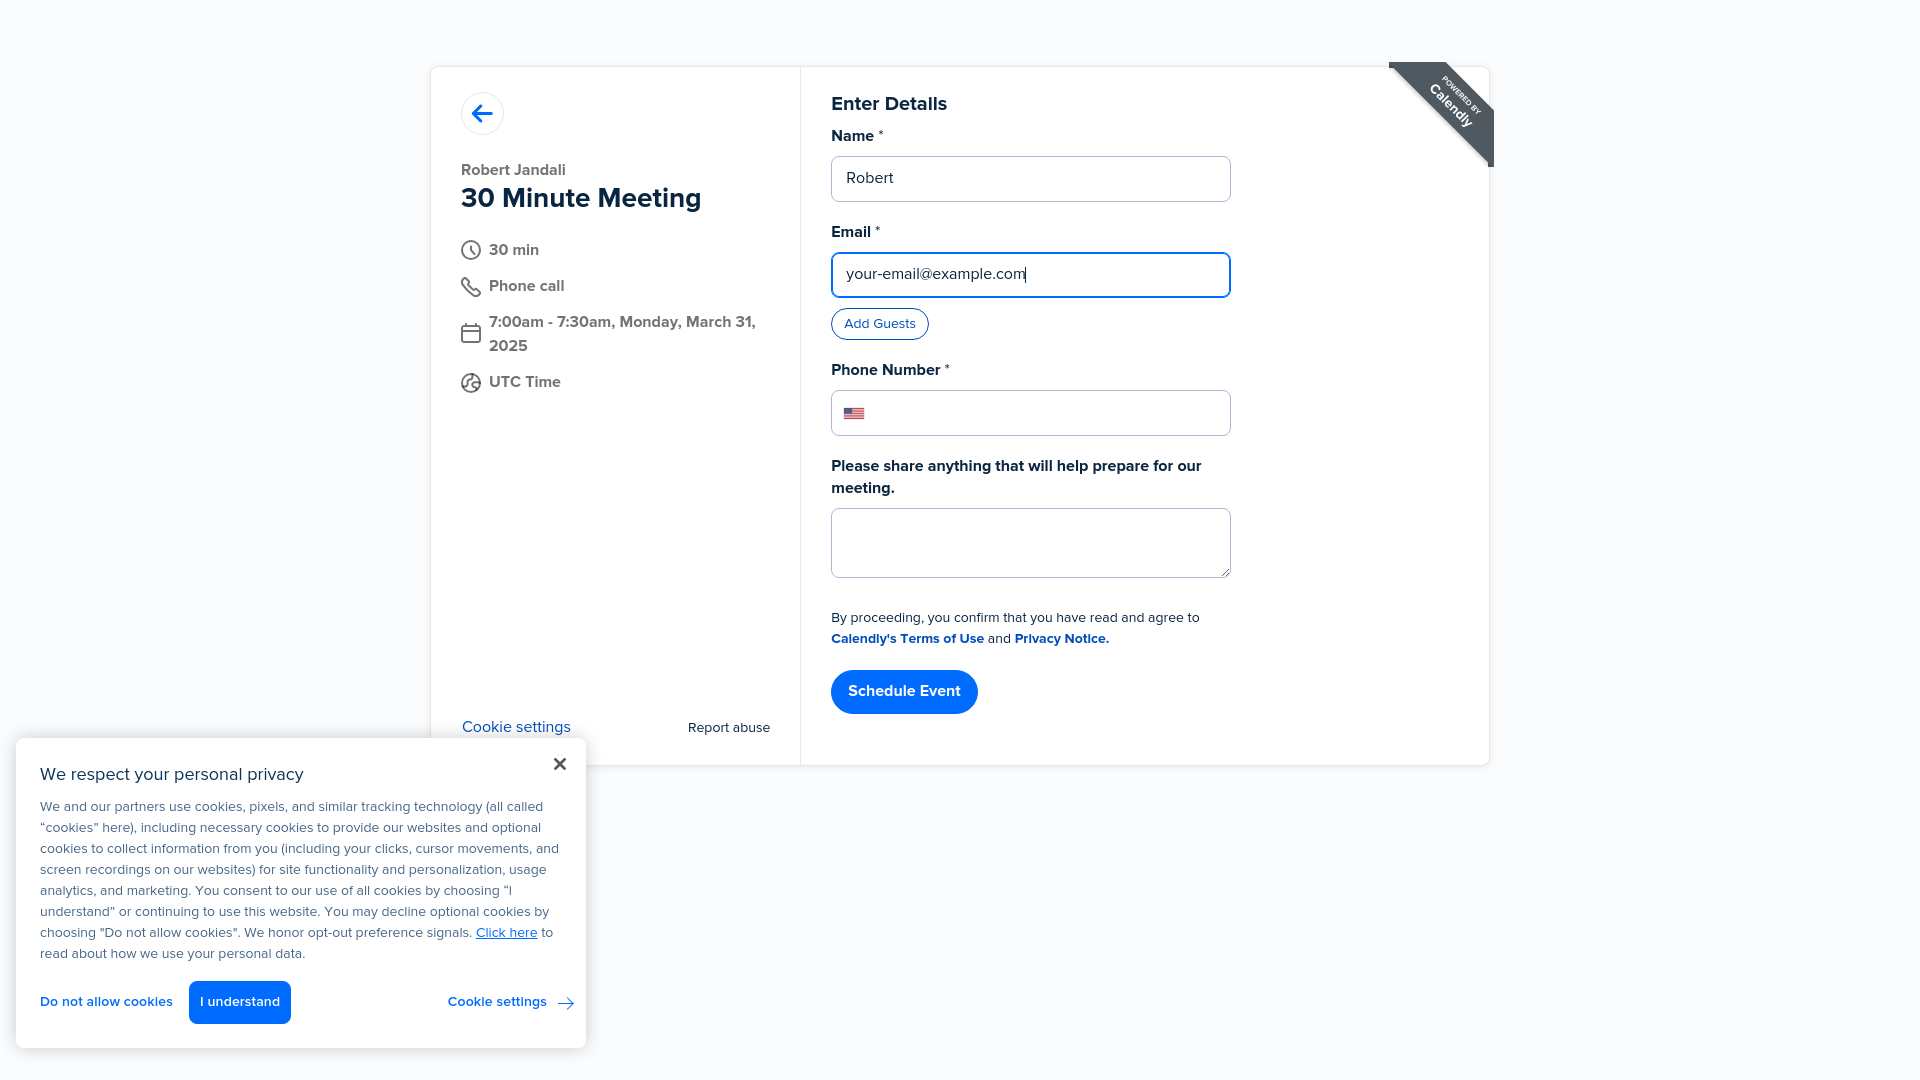 Robert Jandali
30 Minute Meeting
30 min
Phone call
7:00am - 7:30am, Monday, March 31,
2025
UTC Time
Cookie settings
Report abuse
Enter Details
Name *
Robert
Email *
your-email@example.com
Add Guests
Phone Number *
Please share anything that will help prepare for our
meeting.
By proceeding, you confirm that you have read and agree to
Calendly's Terms of Use and Privacy Notice.
Schedule Event
POWERED BY
Calendly
We respect your personal privacy
We and our partners use cookies, pixels, and similar tracking technology (all called
“cookies” here), including necessary cookies to provide our websites and optional
cookies to collect information from you (including your clicks, cursor movements, and
screen recordings on our websites) for site functionality and personalization, usage
analytics, and marketing. You consent to our use of all cookies by choosing “I
understand” or continuing to use this website. You may decline optional cookies by
choosing "Do not allow cookies". We honor opt-out preference signals. Click here to
read about how we use your personal data.
Do not allow cookies
I understand
Cookie settings